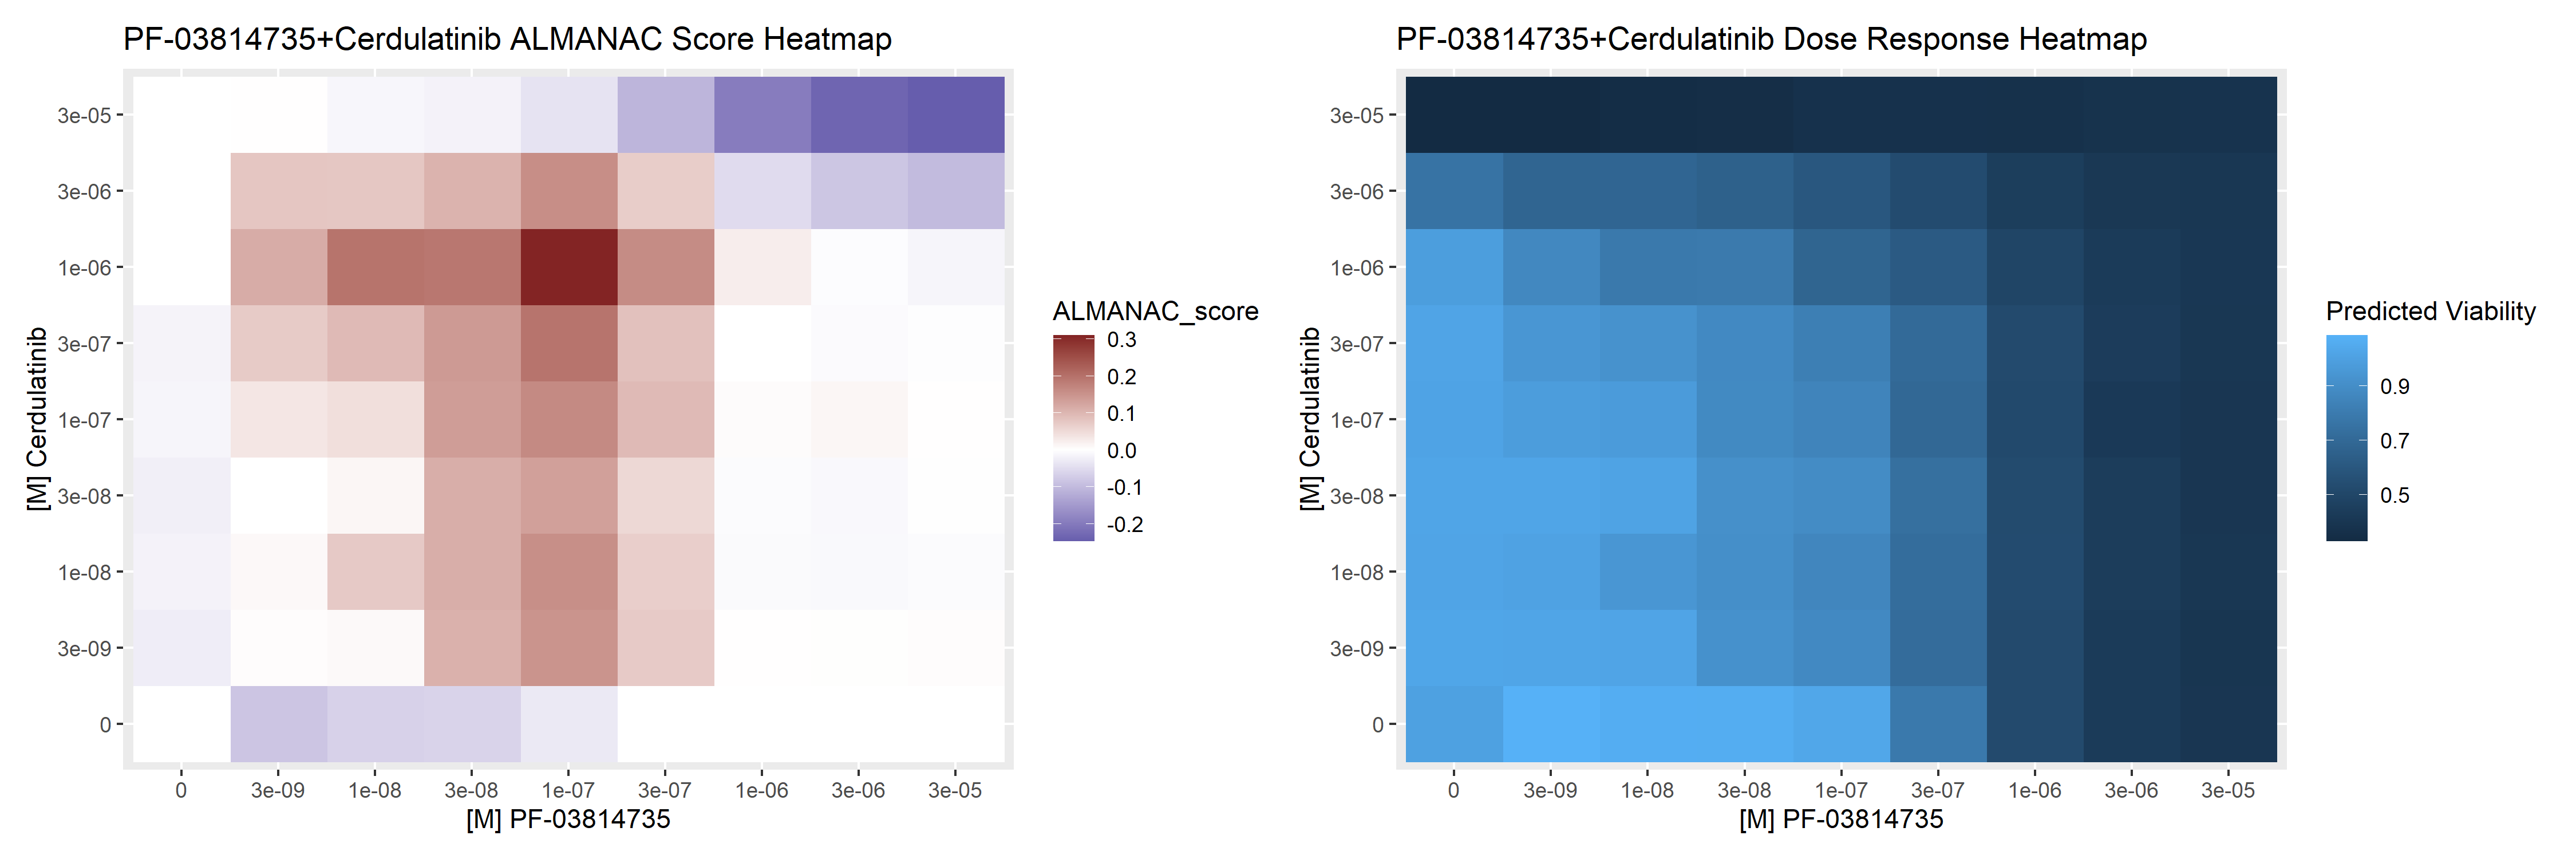 PF-03814735+Cerdulatinib ALMANAC Score Heatmap
[M] Cerdulatinib
3e-05
3e-06
1e-06
3e-07
1e-07
3e-08
1e-08
3e-09
0
0 3e-09 1e-08 3e-08 1e-07 3e-07 1e-06 3e-06 3e-05
[M] PF-03814735
ALMANAC_score
0.3
0.2
0.1
0.0
-0.1
-0.2
PF-03814735+Cerdulatinib Dose Response Heatmap
[M] Cerdulatinib
3e-05
3e-06
1e-06
3e-07
1e-07
3e-08
1e-08
3e-09
0
0 3e-09 1e-08 3e-08 1e-07 3e-07 1e-06 3e-06 3e-05
[M] PF-03814735
Predicted Viability
0.9
0.7
0.5